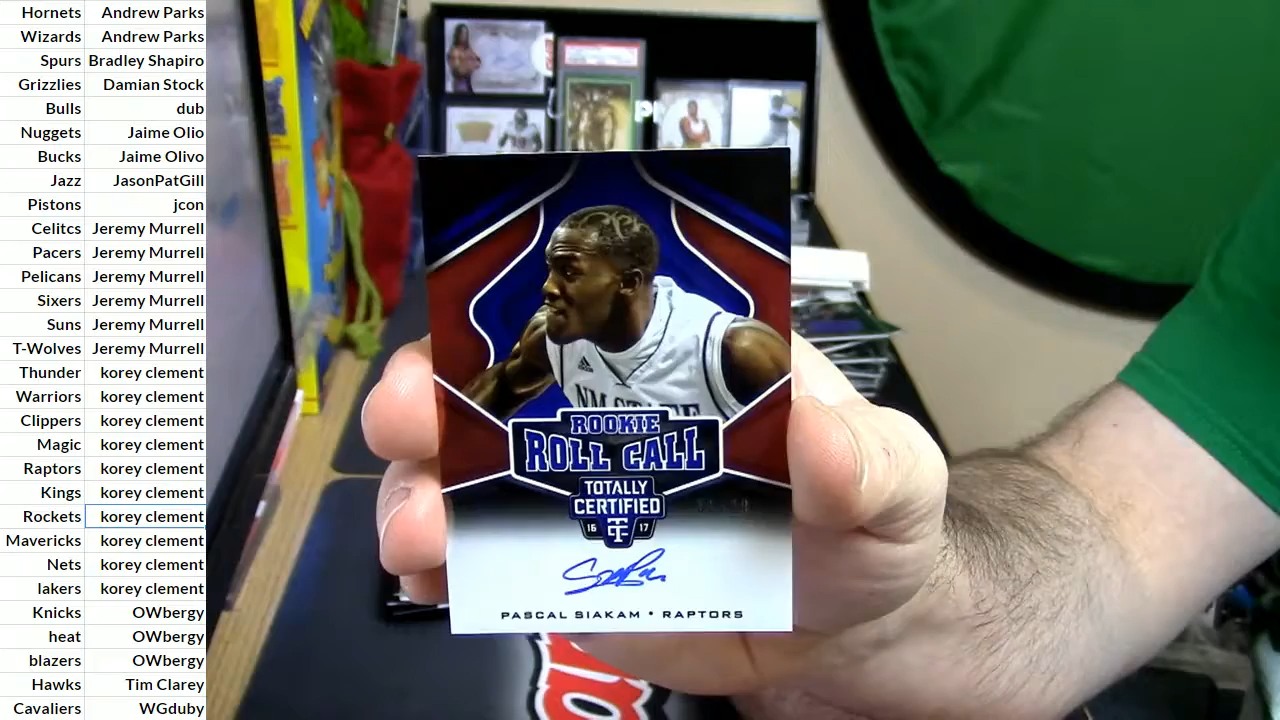 Hornets Andrew Parks
Wizards Andrew Parks
Spurs Bradley Shapiro
Grizzlies Damian Stock
Bulls dub
Nuggets Jaime Olio
Bucks Jaime Olivo
Jazz JasonPatGill
Pistons jcon
Celitcs Jeremy Murrell
Pacers Jeremy Murrell
Pelicans Jeremy Murrell
Sixers Jeremy Murrell
Suns Jeremy Murrell
T-Wolves Jeremy Murrell
Thunder korey clement
Warriors korey clement
Clippers korey clement
Magic korey clement
Raptors korey clement
Kings korey clement
Rockets korey clement
Mavericks korey clement
Nets korey clement
lakers korey clement
Knicks OWbergy
heat OWbergy
blazers OWbergy
Hawks Tim Clarey
Cavaliers WGduby
NM STATE
ROOKIE
ROLL CALL
TOTALLY
CERTIFIED
16 TC 17
PASCAL SIAKAM • RAPTORS